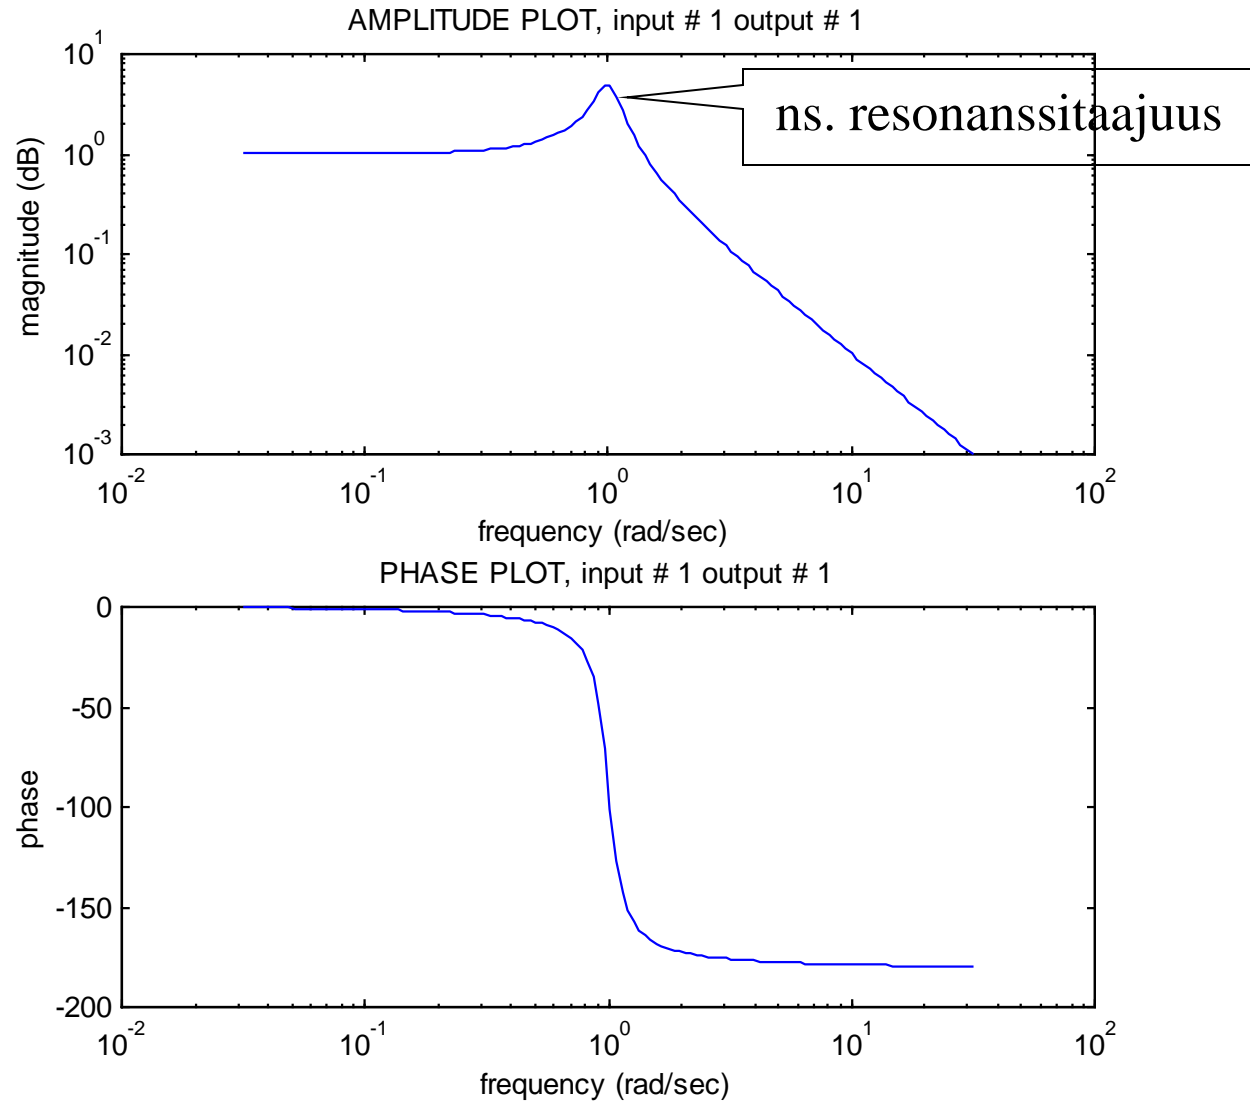 AMPLITUDE PLOT, input # 1 output # 1
10^1
10^0
10^-1
10^-2
10^-3
magnitude (dB)
ns. resonanssitaajuus
10^-2 10^-1 10^0 10^1 10^2
frequency (rad/sec)
PHASE PLOT, input # 1 output # 1
0
-50
-100
-150
-200
phase
10^-2 10^-1 10^0 10^1 10^2
frequency (rad/sec)